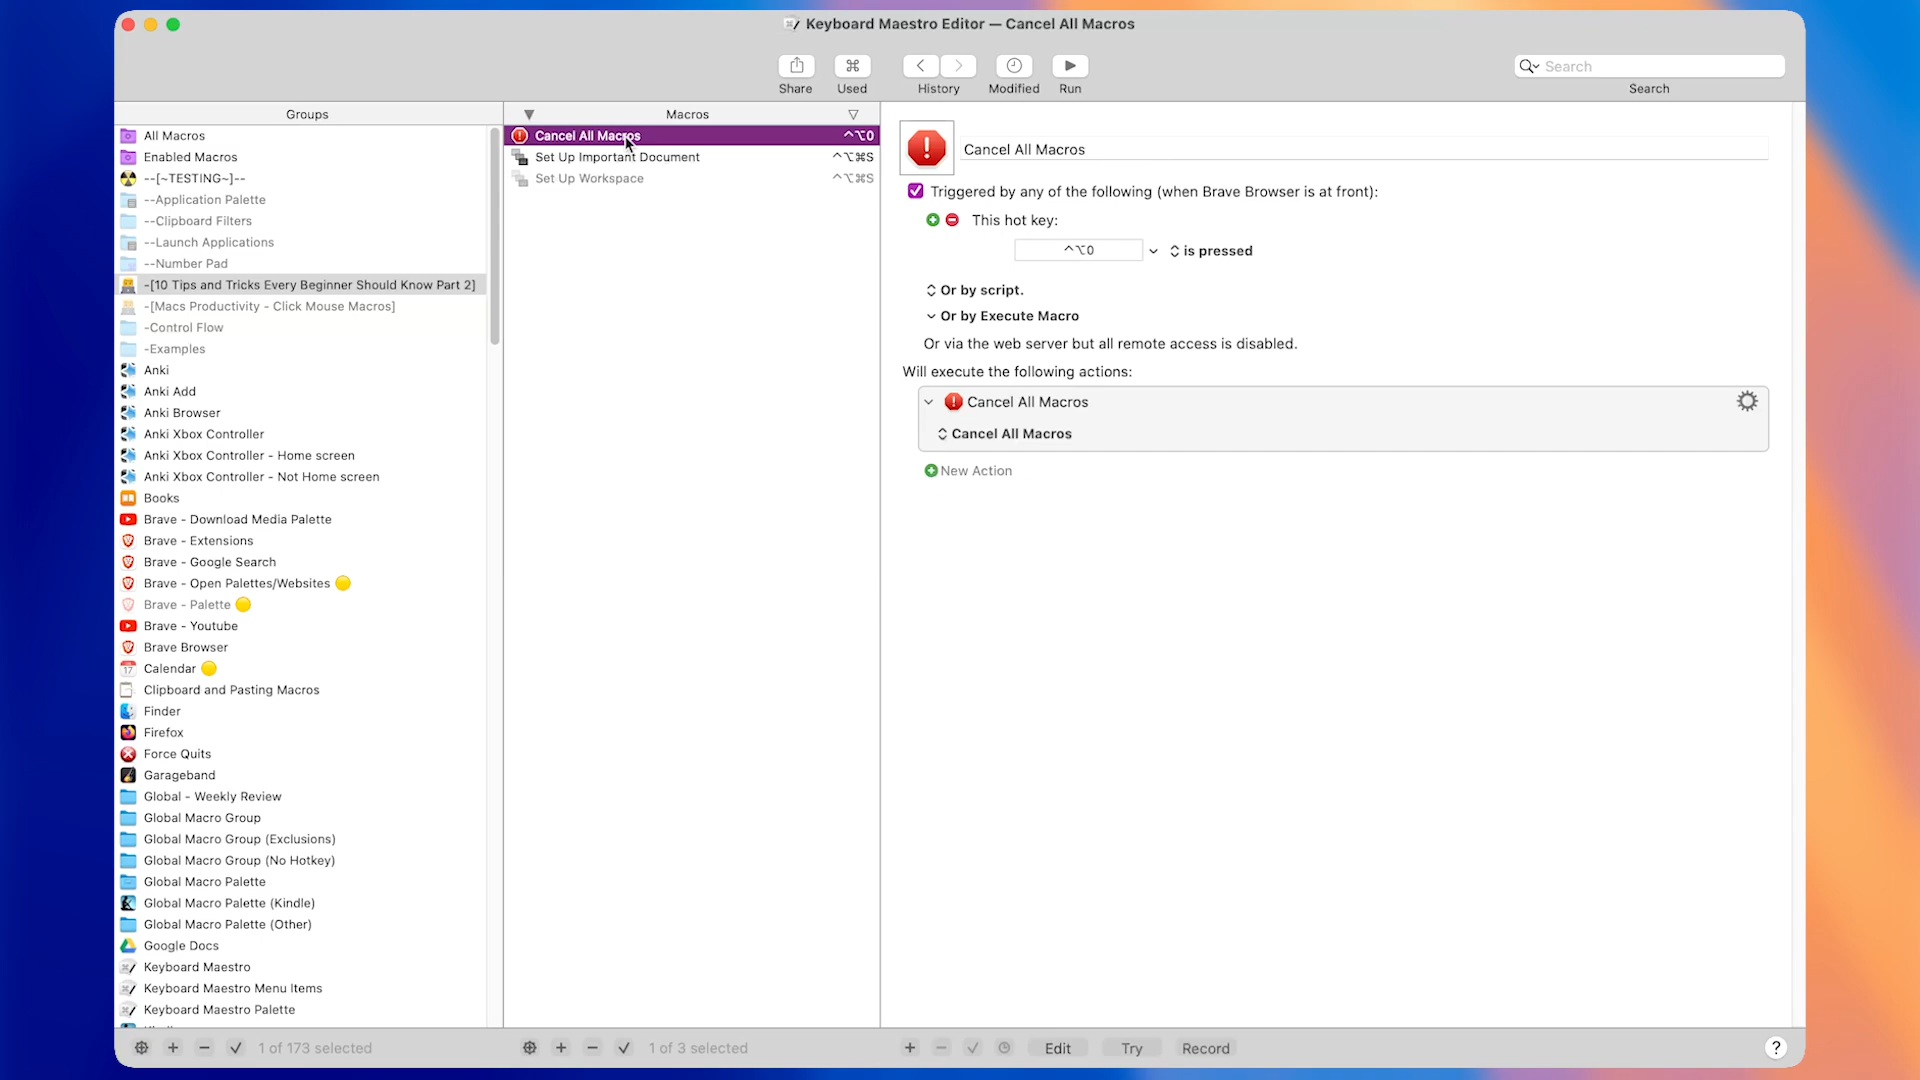 Keyboard Maestro Editor — Cancel All Macros
Share
Used
History
Modified
Run
Search
Search
Groups
All Macros
Enabled Macros
--[~TESTING~]--
--Application Palette
--Clipboard Filters
--Launch Applications
--Number Pad
-[10 Tips and Tricks Every Beginner Should Know Part 2]
-[Macs Productivity - Click Mouse Macros]
-Control Flow
-Examples
Anki
Anki Add
Anki Browser
Anki Xbox Controller
Anki Xbox Controller - Home screen
Anki Xbox Controller - Not Home screen
Books
Brave - Download Media Palette
Brave - Extensions
Brave - Google Search
Brave - Open Palettes/Websites
Brave - Palette
Brave - Youtube
Brave Browser
Calendar
Clipboard and Pasting Macros
Finder
Firefox
Force Quits
Garageband
Global - Weekly Review
Global Macro Group
Global Macro Group (Exclusions)
Global Macro Group (No Hotkey)
Global Macro Palette
Global Macro Palette (Kindle)
Global Macro Palette (Other)
Google Docs
Keyboard Maestro
Keyboard Maestro Menu Items
Keyboard Maestro Palette
1 of 173 selected
Macros
Cancel All Macros ⌃⌥0
Set Up Important Document ⌃⌥⌘S
Set Up Workspace ⌃⌥⌘S
1 of 3 selected
Cancel All Macros
Triggered by any of the following (when Brave Browser is at front):
This hot key:
⌃⌥0 is pressed
Or by script.
Or by Execute Macro
Or via the web server but all remote access is disabled.
Will execute the following actions:
Cancel All Macros
Cancel All Macros
New Action
Edit
Try
Record
?